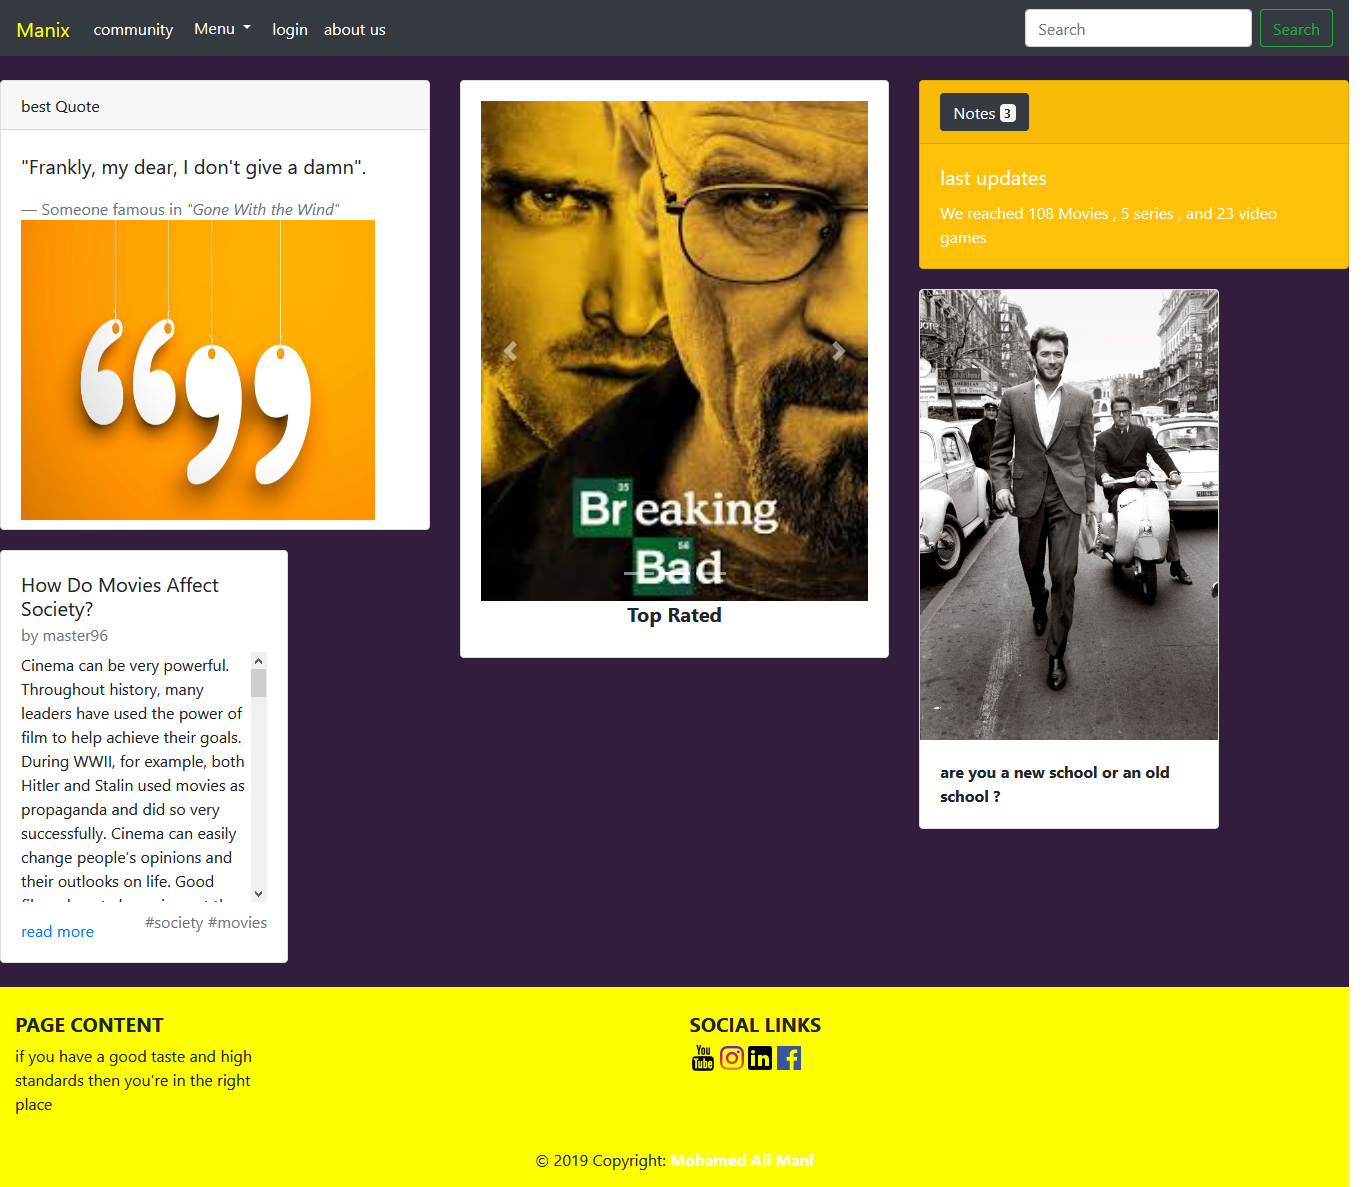 Manix community Menu login about us Search Search
best Quote
"Frankly, my dear, I don't give a damn".
— Someone famous in "Gone With the Wind"
How Do Movies Affect
Society?
by master96
Cinema can be very powerful.
Throughout history, many
leaders have used the power of
film to help achieve their goals.
During WWII, for example, both
Hitler and Stalin used movies as
propaganda and did so very
successfully. Cinema can easily
change people's opinions and
their outlooks on life. Good
read more
#society #movies
35
Breaking
56
Bad
Top Rated
Notes 3
last updates
We reached 108 Movies , 5 series , and 23 video
games
are you a new school or an old
school ?
PAGE CONTENT
if you have a good taste and high
standards then you're in the right
place
SOCIAL LINKS
You
Tube
in
f
© 2019 Copyright: Mohamed Ali Mani